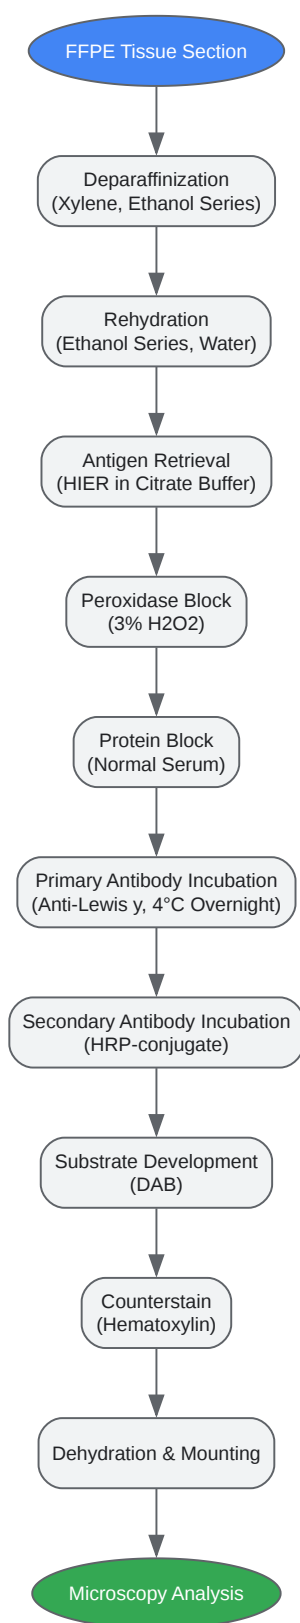 FFPE Tissue Section
Deparaffinization
(Xylene, Ethanol Series)
Rehydration
(Ethanol Series, Water)
Antigen Retrieval
(HIER in Citrate Buffer)
Peroxidase Block
(3% H2O2)
Protein Block
(Normal Serum)
Primary Antibody Incubation
(Anti-Lewis y, 4°C Overnight)
Secondary Antibody Incubation
(HRP-conjugate)
Substrate Development
(DAB)
Counterstain
(Hematoxylin)
Dehydration & Mounting
Microscopy Analysis